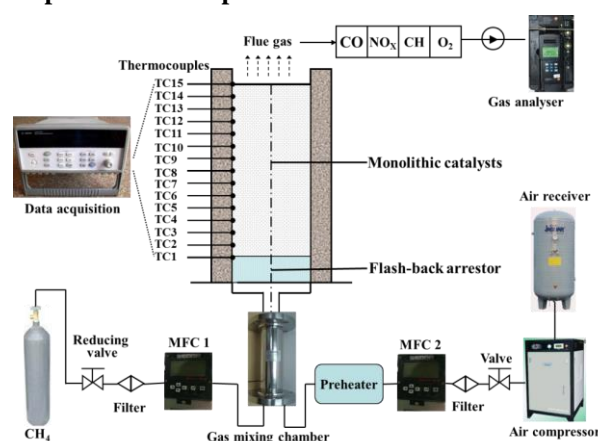 Flue gas
CO NOX CH O2
Gas analyser
Thermocouples
TC15
TC14
TC13
TC12
TC11
TC10
TC9
TC8
TC7
TC6
TC5
TC4
TC3
TC2
TC1
Data acquisition
Monolithic catalysts
Flash-back arrestor
Air receiver
Reducing
valve
MFC 1
Filter
CH4
Gas mixing chamber
Preheater
MFC 2
Valve
Filter
Air compressor